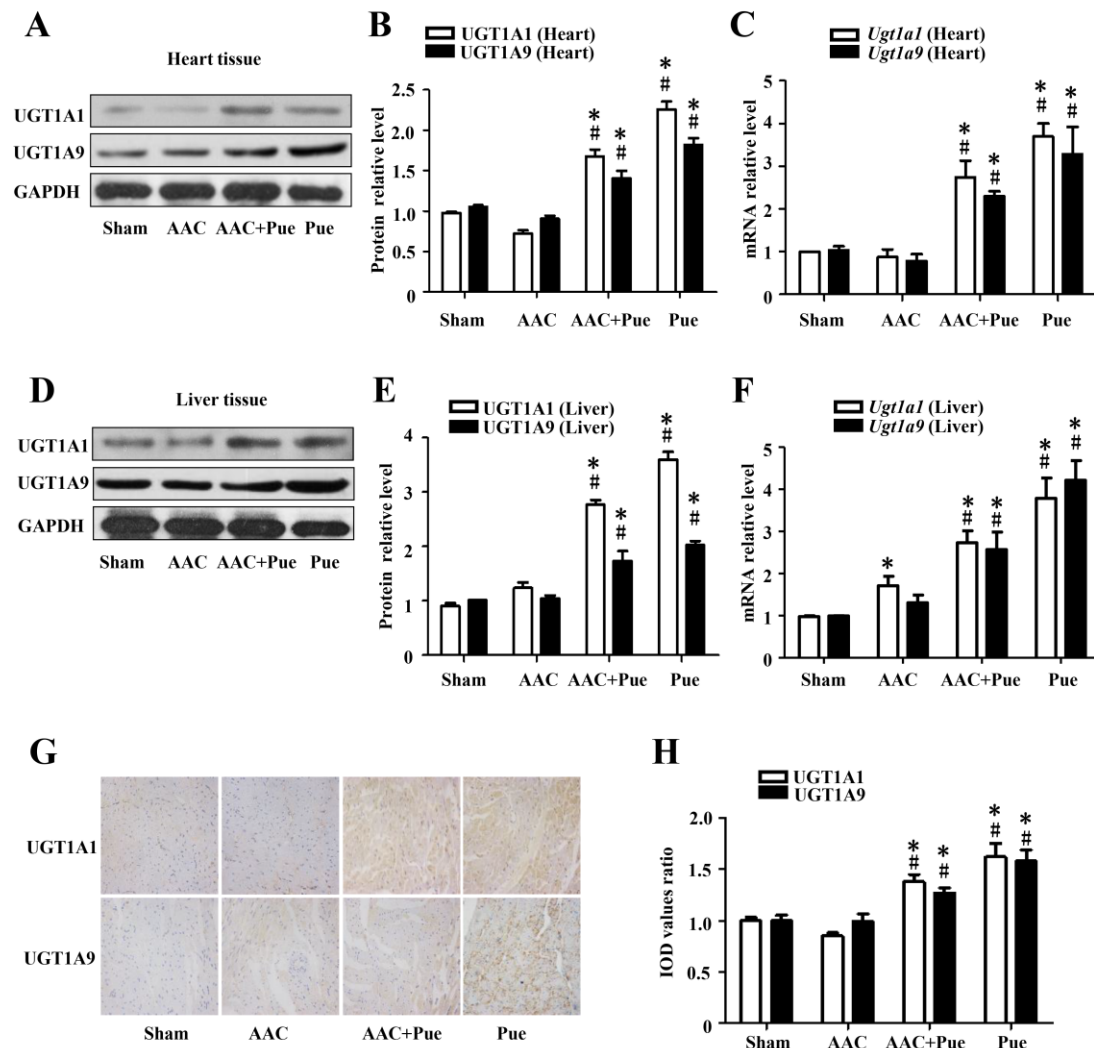 A
Heart tissue
UGT1A1
UGT1A9
GAPDH
Sham AAC AAC+Pue Pue
B
UGT1A1 (Heart)
UGT1A9 (Heart)
Protein relative level
2.5
2.0
1.5
1.0
0.5
0
* # * # * # * #
Sham AAC AAC+Pue Pue
C
Ugt1a1 (Heart)
Ugt1a9 (Heart)
mRNA relative level
5
4
3
2
1
0
* # * # * # * #
Sham AAC AAC+Pue Pue
D
Liver tissue
UGT1A1
UGT1A9
GAPDH
Sham AAC AAC+Pue Pue
E
UGT1A1 (Liver)
UGT1A9 (Liver)
Protein relative level
4
3
2
1
0
* # * # * # * #
Sham AAC AAC+Pue Pue
F
Ugt1a1 (Liver)
Ugt1a9 (Liver)
mRNA relative level
5
4
3
2
1
0
* * # * # * # * #
Sham AAC AAC+Pue Pue
G
UGT1A1
UGT1A9
Sham AAC AAC+Pue Pue
H
UGT1A1
UGT1A9
IOD values ratio
2.0
1.5
1.0
0.5
0.0
* # * # * # * #
Sham AAC AAC+Pue Pue